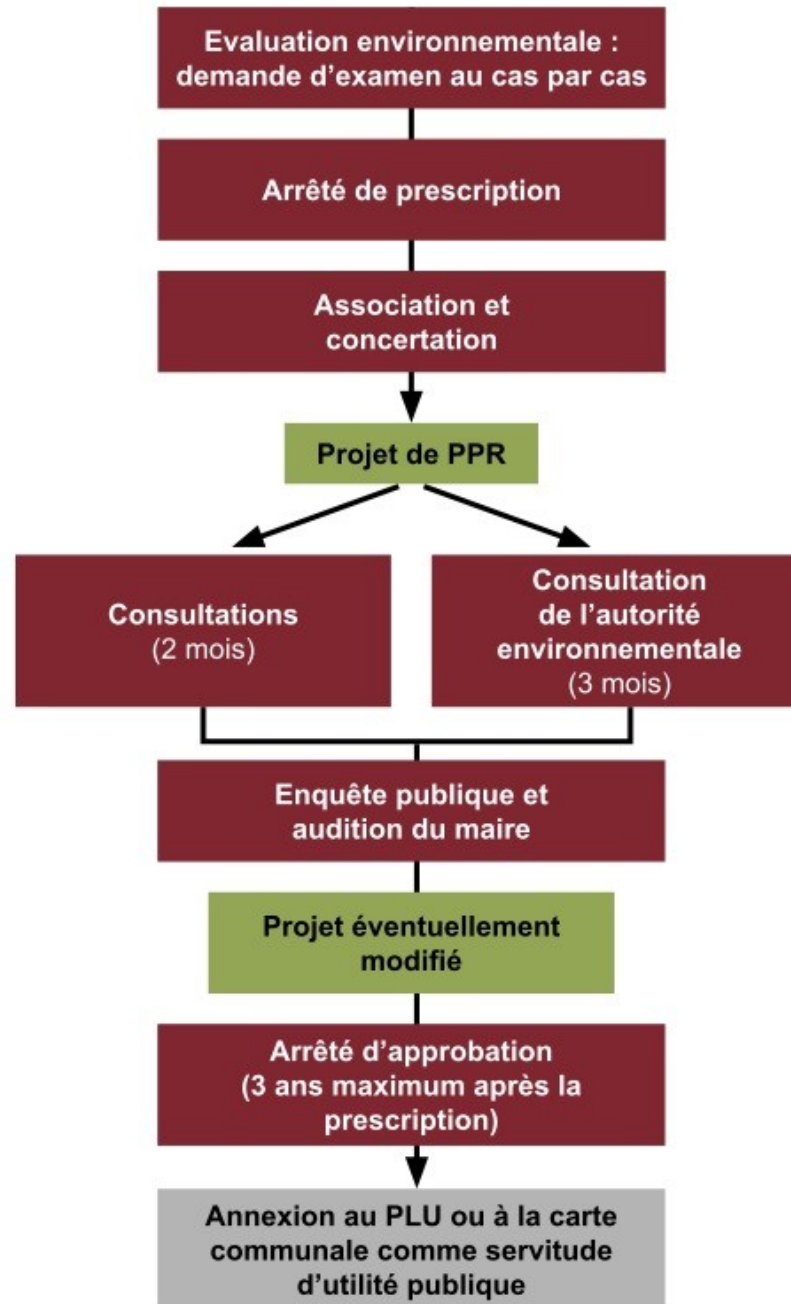 Evaluation environnementale :
demande d’examen au cas par cas
Arrêté de prescription
Association et
concertation
Projet de PPR
Consultations
(2 mois)
Consultation
de l’autorité
environnementale
(3 mois)
Enquête publique et
audition du maire
Projet éventuellement
modifié
Arrêté d’approbation
(3 ans maximum après la
prescription)
Annexion au PLU ou à la carte
communale comme servitude
d’utilité publique